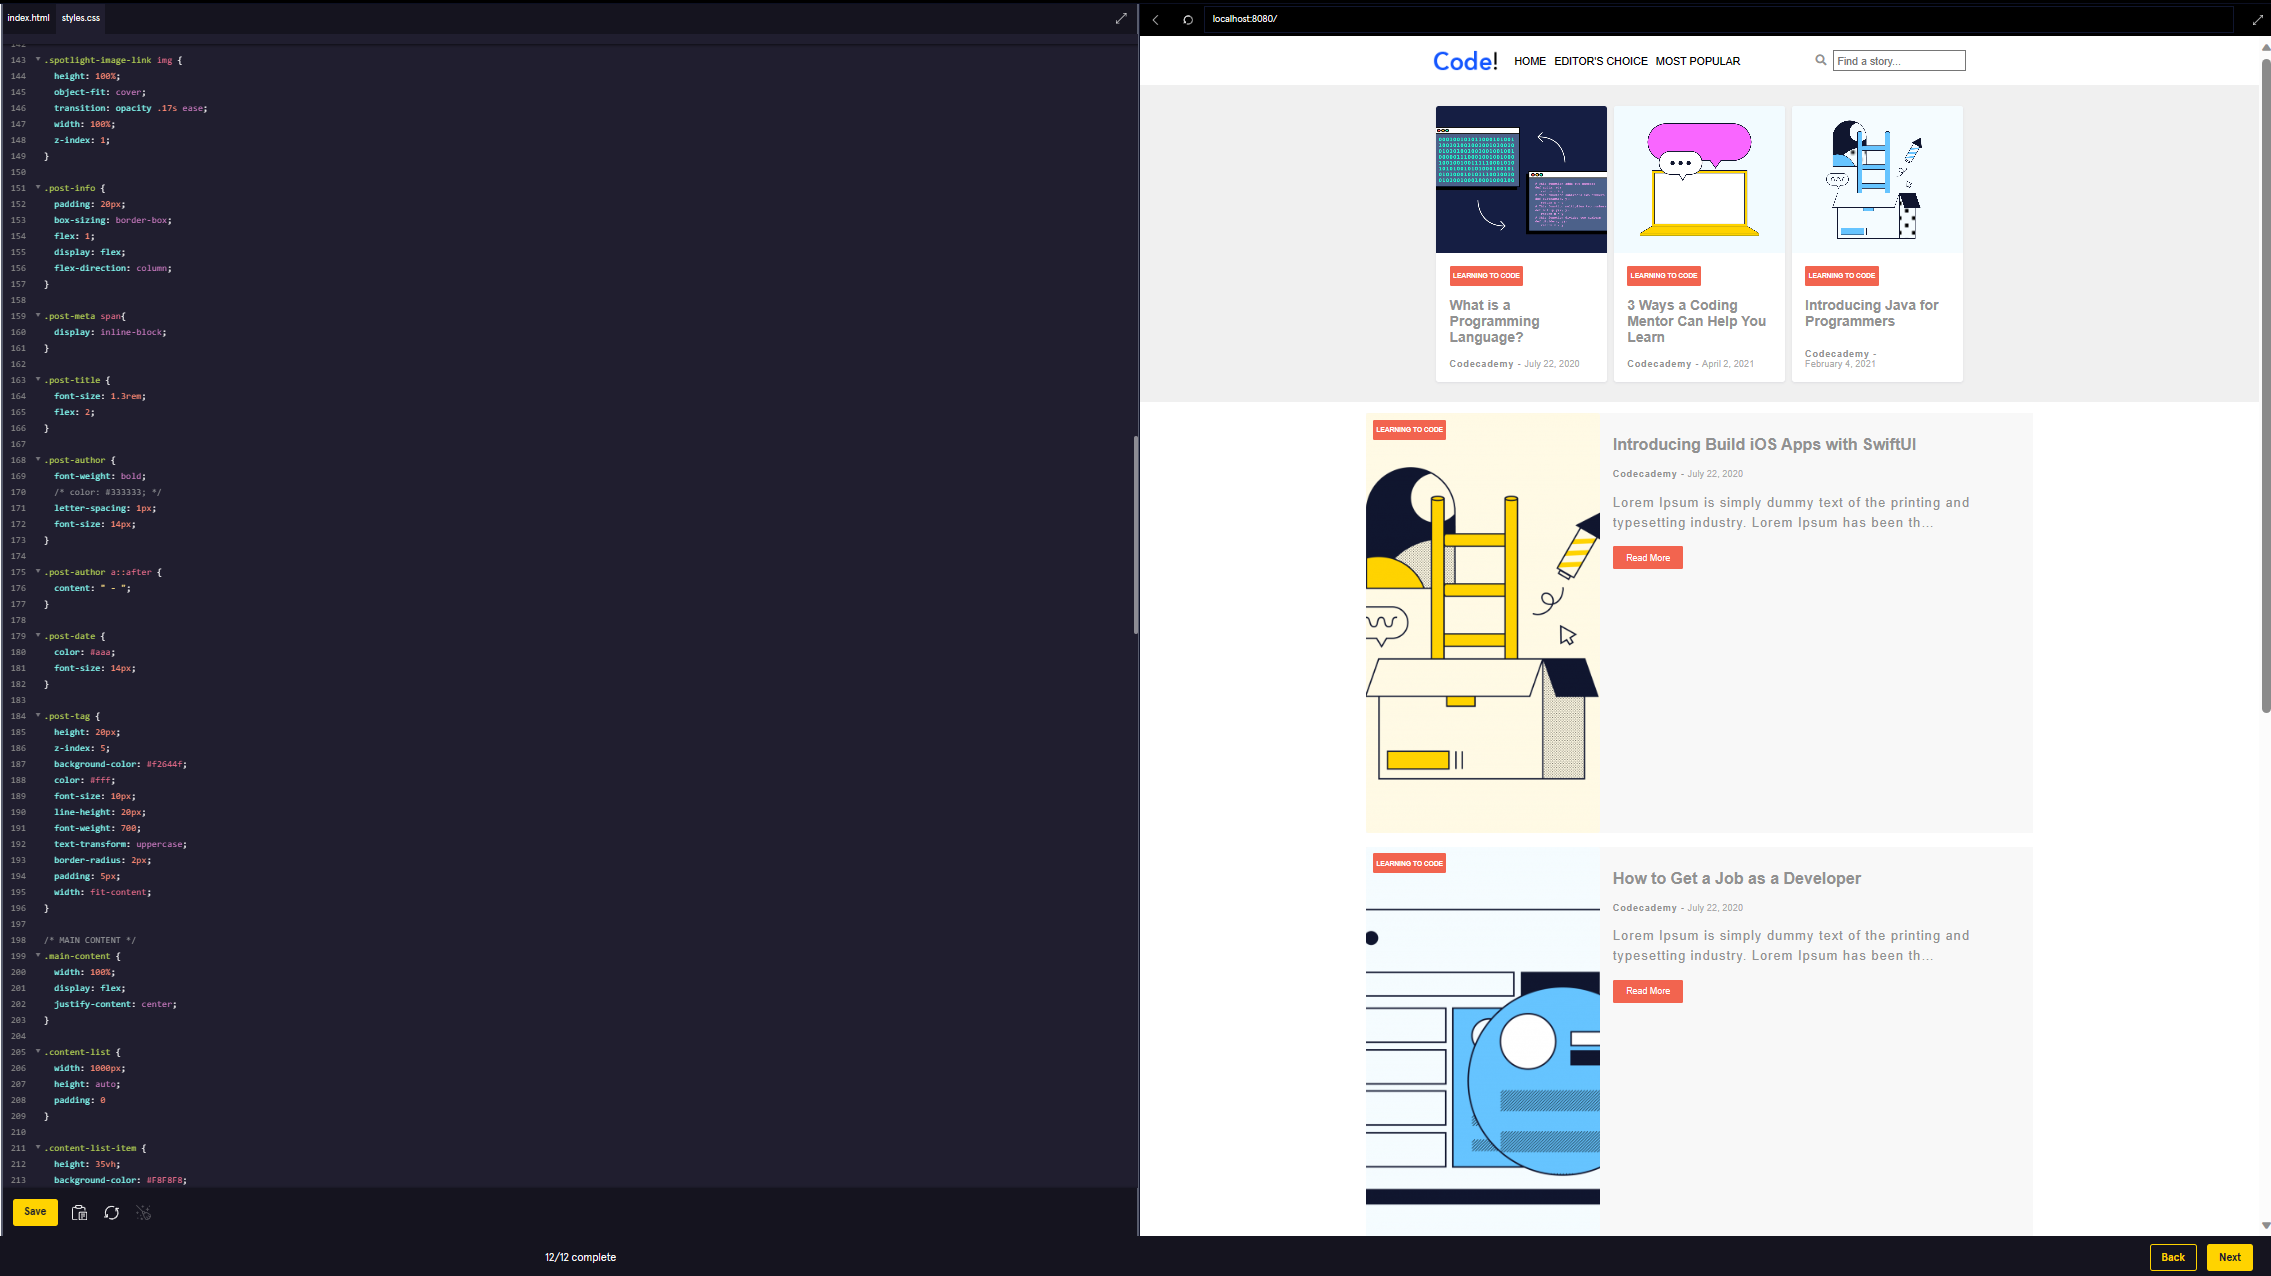 index.html
styles.css
142
143 .spotlight-image-link img {
144 height: 100%;
145 object-fit: cover;
146 transition: opacity .17s ease;
147 width: 100%;
148 z-index: 1;
149 }
150
151 .post-info {
152 padding: 20px;
153 box-sizing: border-box;
154 flex: 1;
155 display: flex;
156 flex-direction: column;
157 }
158
159 .post-meta span{
160 display: inline-block;
161 }
162
163 .post-title {
164 font-size: 1.3rem;
165 flex: 2;
166 }
167
168 .post-author {
169 font-weight: bold;
170 /* color: #333333; */
171 letter-spacing: 1px;
172 font-size: 14px;
173 }
174
175 .post-author a::after {
176 content: " - ";
177 }
178
179 .post-date {
180 color: #aaa;
181 font-size: 14px;
182 }
183
184 .post-tag {
185 height: 20px;
186 z-index: 5;
187 background-color: #f2644f;
188 color: #fff;
189 font-size: 10px;
190 line-height: 20px;
191 font-weight: 700;
192 text-transform: uppercase;
193 border-radius: 2px;
194 padding: 5px;
195 width: fit-content;
196 }
197
198 /* MAIN CONTENT */
199 .main-content {
200 width: 100%;
201 display: flex;
202 justify-content: center;
203 }
204
205 .content-list {
206 width: 1000px;
207 height: auto;
208 padding: 0
209 }
210
211 .content-list-item {
212 height: 35vh;
213 background-color: #F8F8F8;
Save
12/12 complete
Back
Next
localhost:8080/
Code!
HOME EDITOR'S CHOICE MOST POPULAR
Find a story...
LEARNING TO CODE
What is a
Programming
Language?
Codecademy - July 22, 2020
LEARNING TO CODE
3 Ways a Coding
Mentor Can Help You
Learn
Codecademy - April 2, 2021
LEARNING TO CODE
Introducing Java for
Programmers
Codecademy -
February 4, 2021
LEARNING TO CODE
Introducing Build iOS Apps with SwiftUI
Codecademy - July 22, 2020
Lorem Ipsum is simply dummy text of the printing and
typesetting industry. Lorem Ipsum has been th...
Read More
LEARNING TO CODE
How to Get a Job as a Developer
Codecademy - July 22, 2020
Lorem Ipsum is simply dummy text of the printing and
typesetting industry. Lorem Ipsum has been th...
Read More